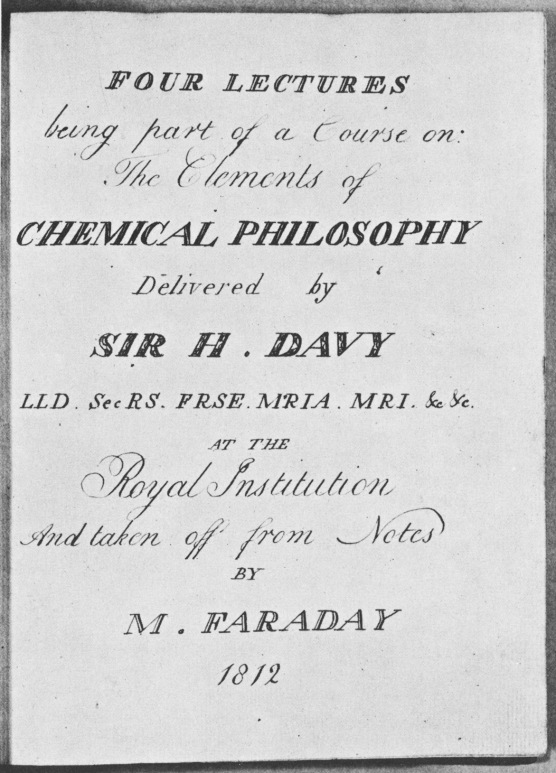 FOUR LECTURES
being part of a Course on:
The Elements of
CHEMICAL PHILOSOPHY
Delivered by
SIR H. DAVY
LLD. SecRS. FRSE. MRIA. MRI. &c &c.
AT THE
Royal Institution
And taken off from Notes
BY
M. FARADAY
1812